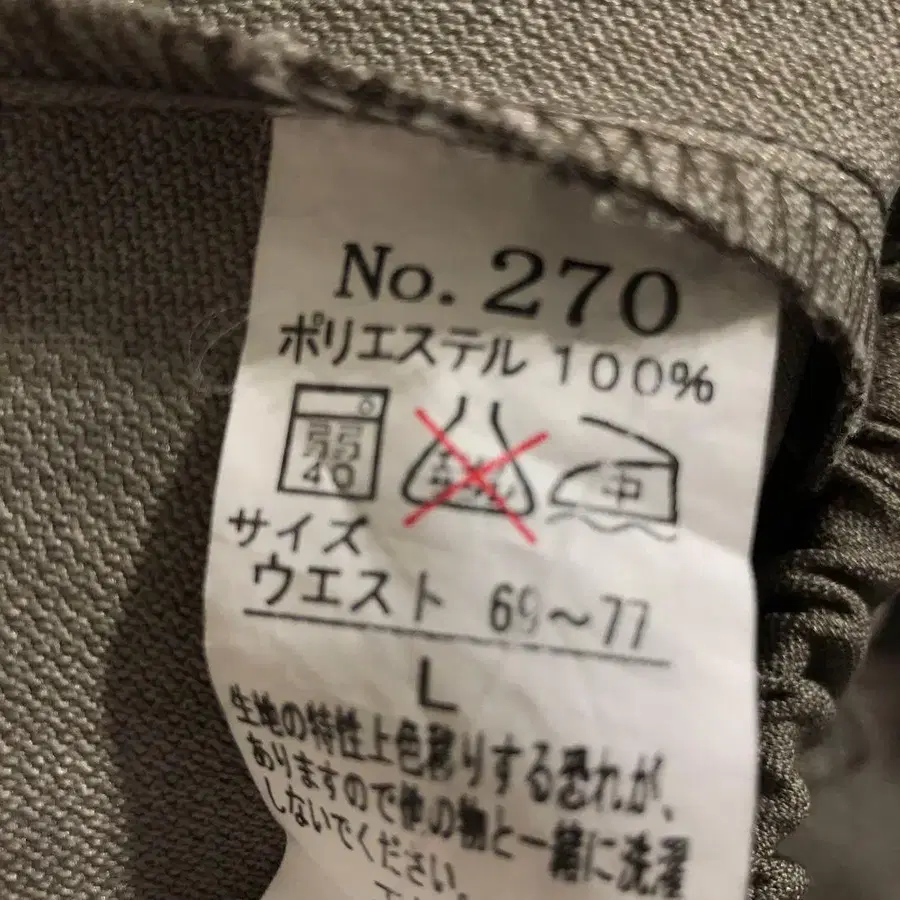 No. 270
ポリエステル 100%
弱
40
中
サイズ
ウエスト 69〜77
L
生地の特性上色移りする恐れが、
ありますので他の物と一緒に洗濯
しないでください。